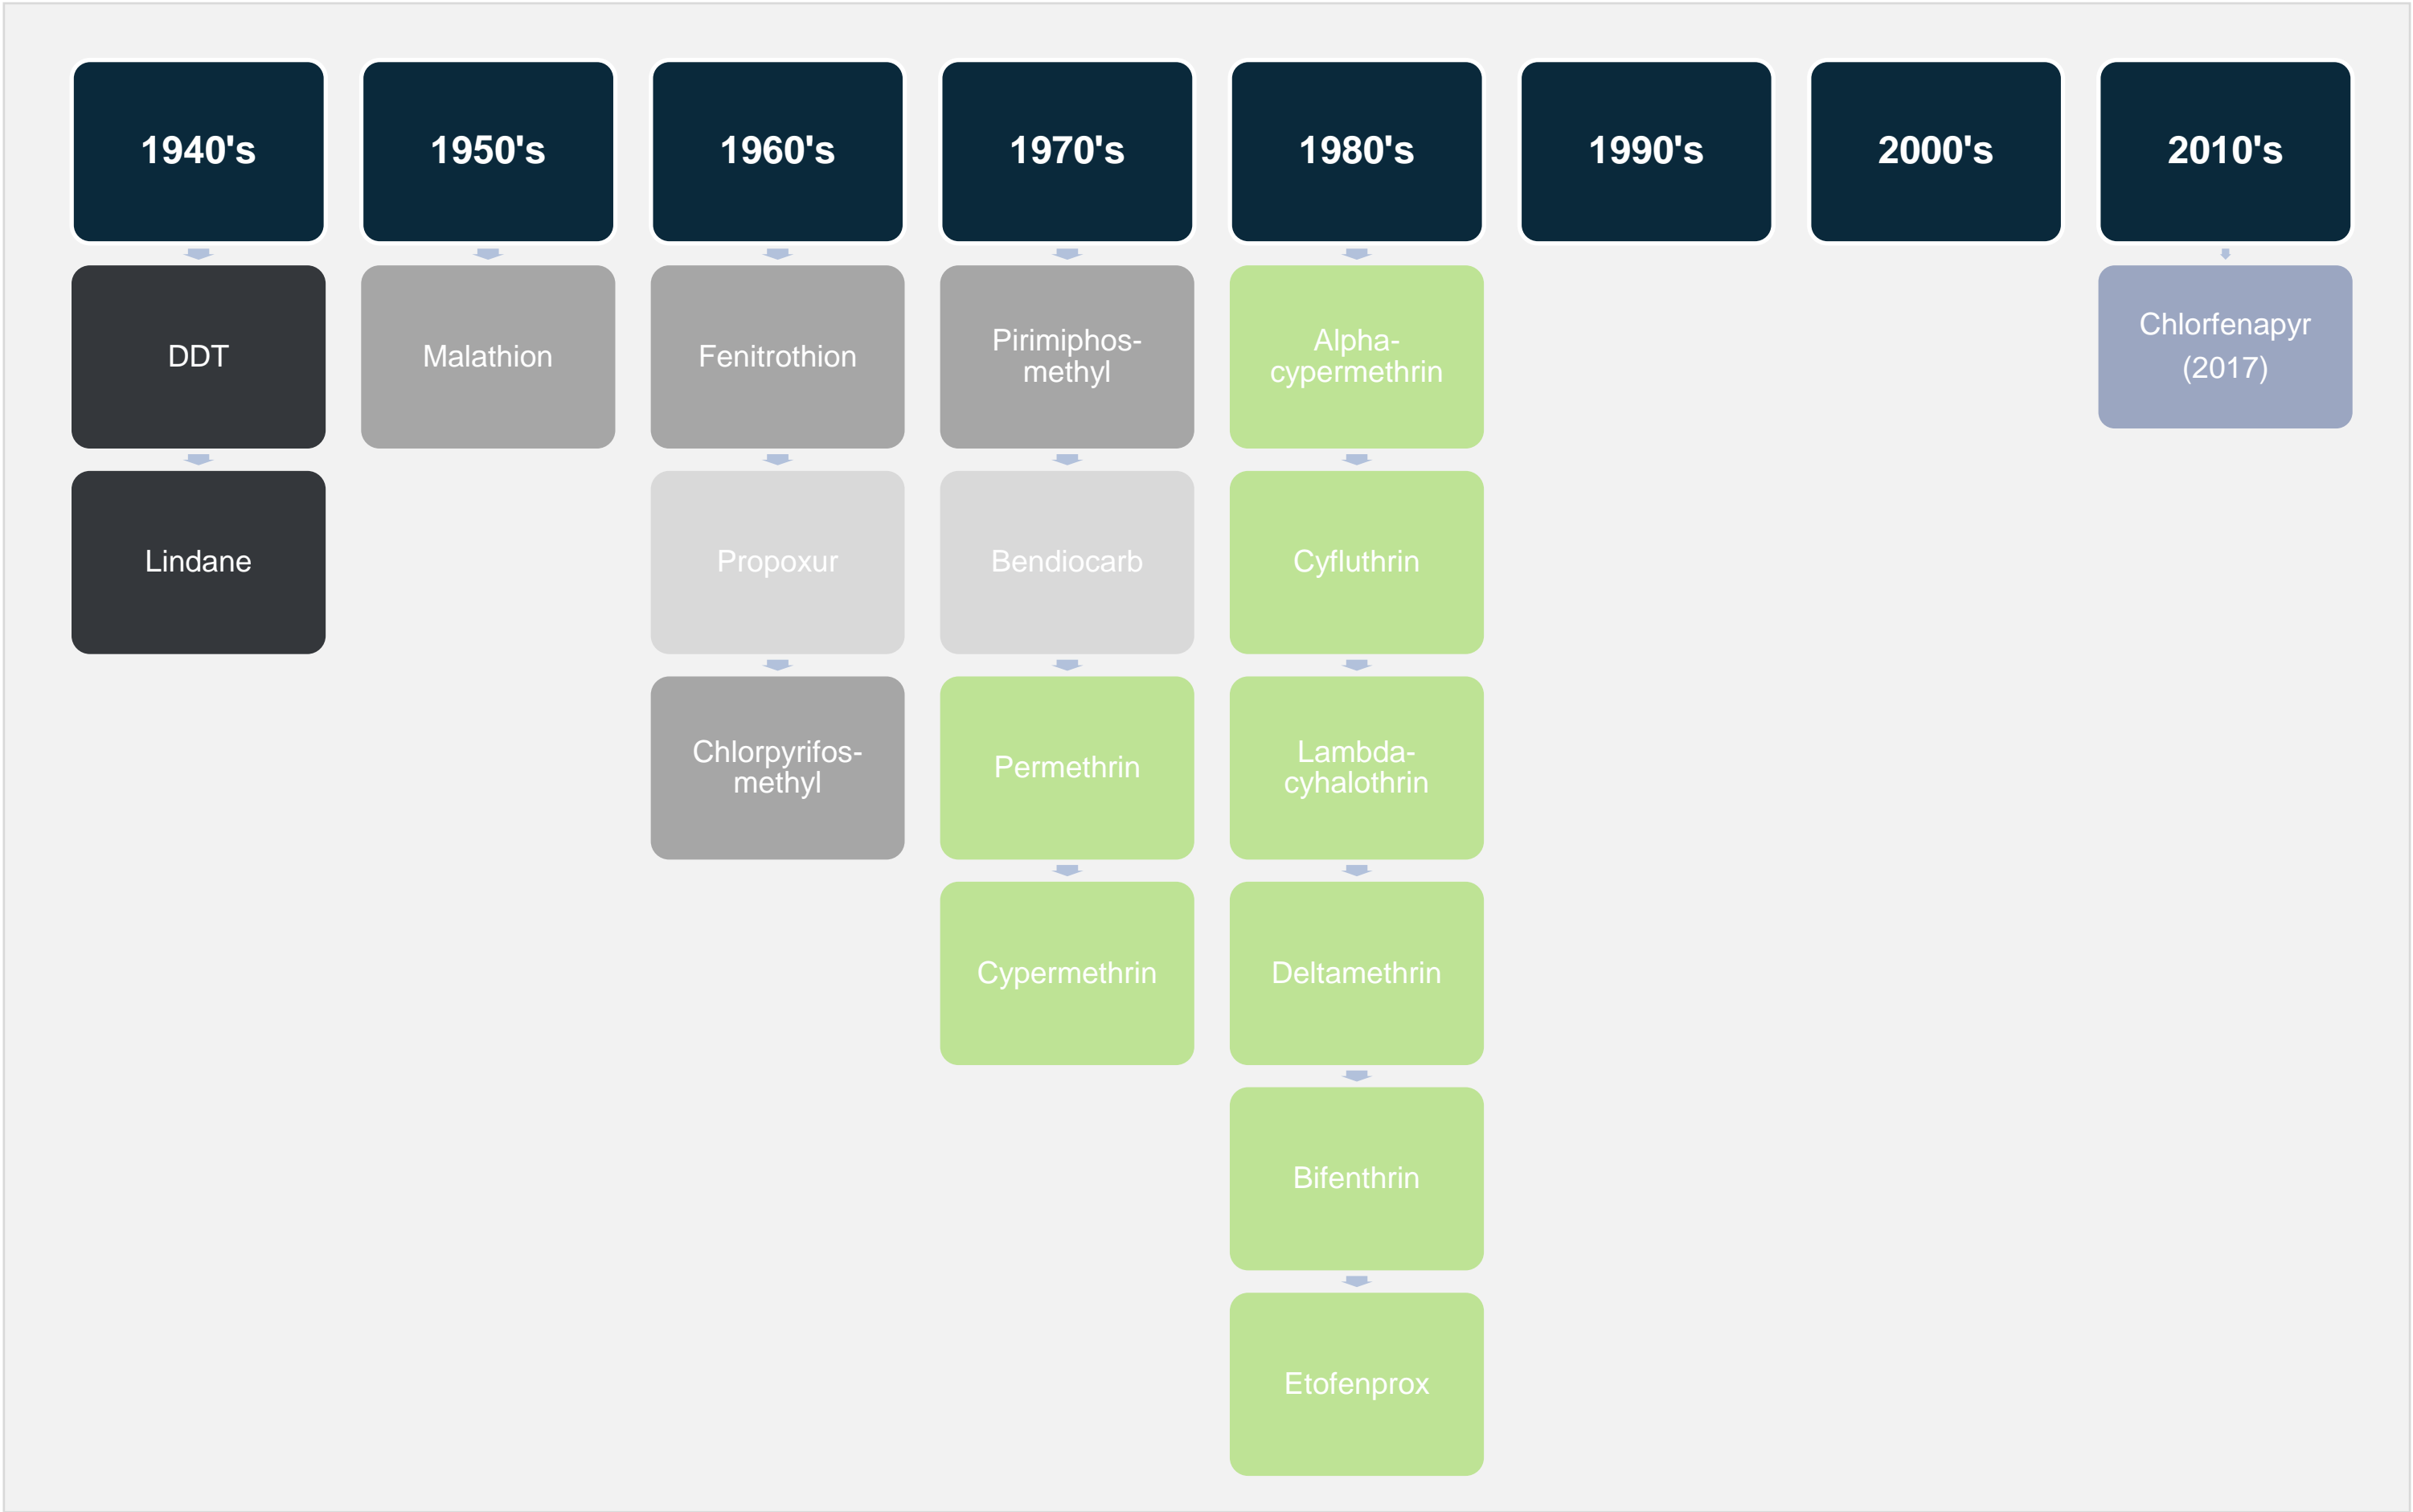 1940's
1950's
1960's
1970's
1980's
1990's
2000's
2010's
DDT
Malathion
Fenitrothion
Pirimiphos-
methyl
Alpha-
cypermethrin
Chlorfenapyr
(2017)
Lindane
Propoxur
Bendiocarb
Cyfluthrin
Chlorpyrifos-
methyl
Permethrin
Lambda-
cyhalothrin
Cypermethrin
Deltamethrin
Bifenthrin
Etofenprox